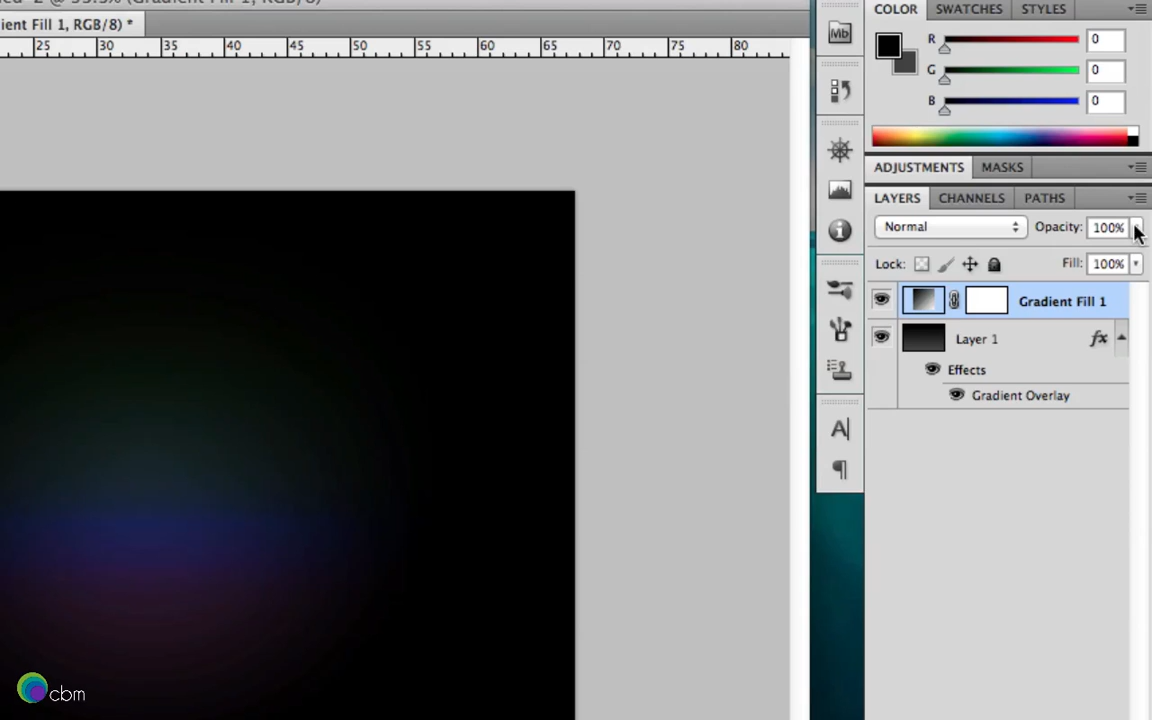 ient Fill 1, RGB/8) *
25 30 35 40 45 50 55 60 65 70 75 80
Mb
COLOR SWATCHES STYLES
R 0
G 0
B 0
ADJUSTMENTS MASKS
LAYERS CHANNELS PATHS
Normal Opacity: 100%
Lock: Fill: 100%
Gradient Fill 1
Layer 1 fx
Effects
Gradient Overlay
A
cbm